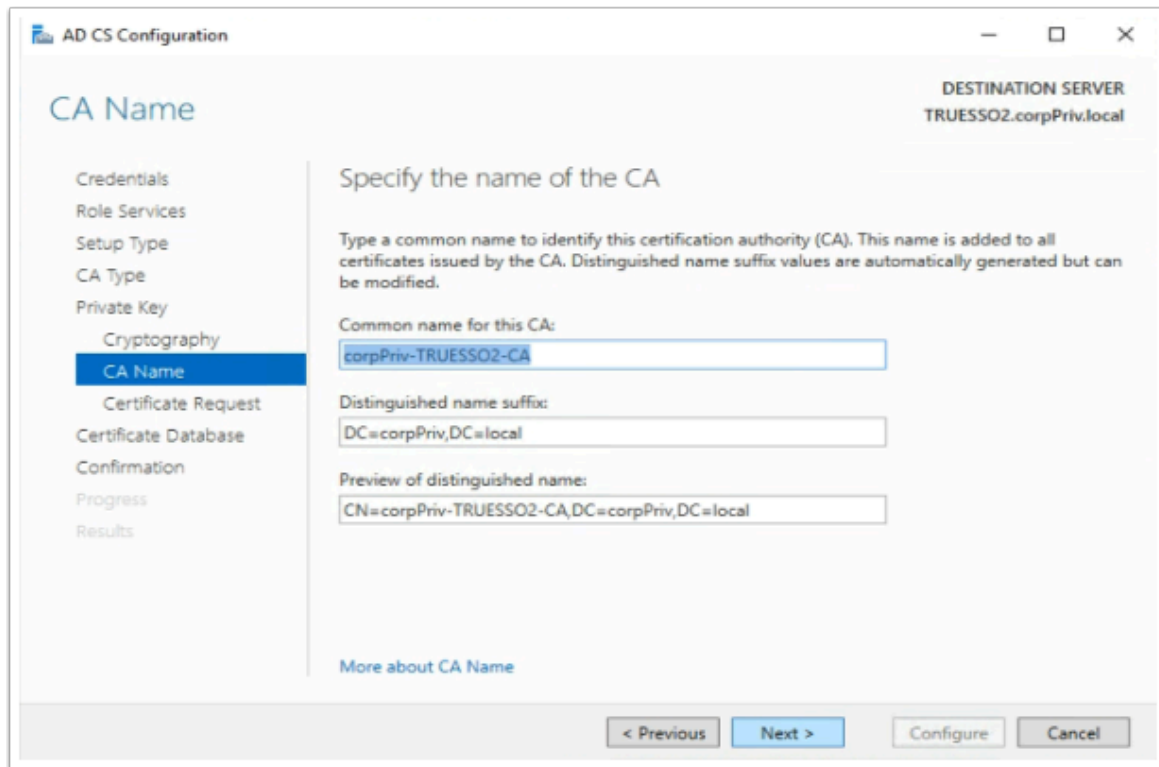 AD CS Configuration
DESTINATION SERVER
TRUESSO2.corpPriv.local
CA Name
Credentials
Role Services
Setup Type
CA Type
Private Key
Cryptography
CA Name
Certificate Request
Certificate Database
Confirmation
Progress
Results
Specify the name of the CA
Type a common name to identify this certification authority (CA). This name is added to all
certificates issued by the CA. Distinguished name suffix values are automatically generated but can
be modified.
Common name for this CA:
corpPriv-TRUESSO2-CA
Distinguished name suffix:
DC=corpPriv,DC=local
Preview of distinguished name:
CN=corpPriv-TRUESSO2-CA,DC=corpPriv,DC=local
More about CA Name
< Previous
Next >
Configure
Cancel